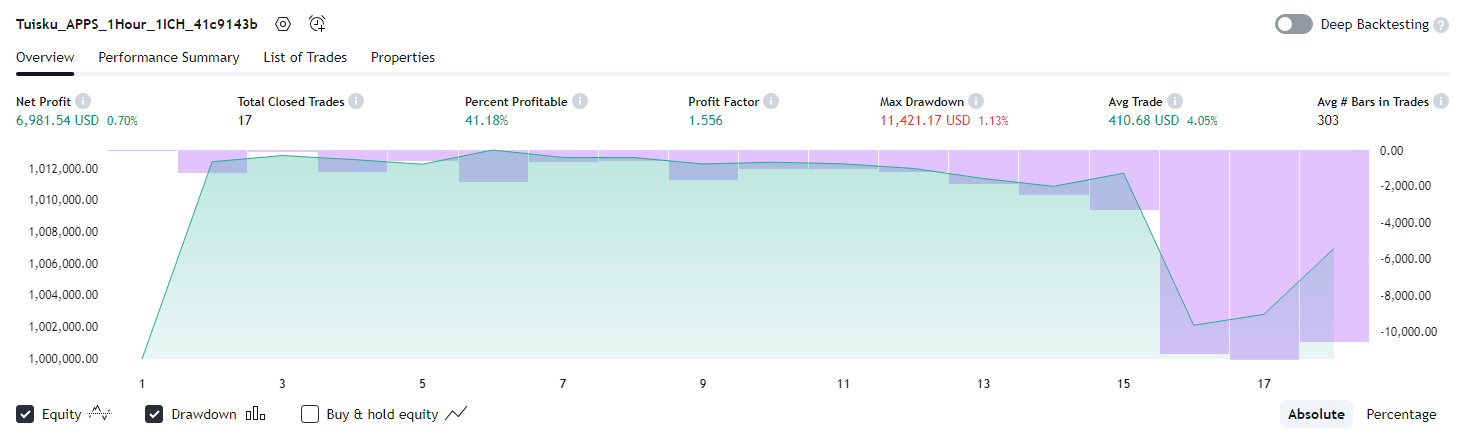 Tuisku_APPS_1Hour_1ICH_41c9143b Deep Backtesting ?
Overview Performance Summary List of Trades Properties
Net Profit i Total Closed Trades i Percent Profitable i Profit Factor i Max Drawdown i Avg Trade i Avg # Bars in Trades i
6,981.54 USD 0.70% 17 41.18% 1.556 11,421.17 USD 1.13% 410.68 USD 4.05% 303
0.00
1,012,000.00
-2,000.00
1,010,000.00
-4,000.00
1,008,000.00
-6,000.00
1,006,000.00
1,004,000.00
-8,000.00
1,002,000.00
-10,000.00
1,000,000.00
1 3 5 7 9 11 13 15 17
Equity Drawdown Buy & hold equity Absolute Percentage